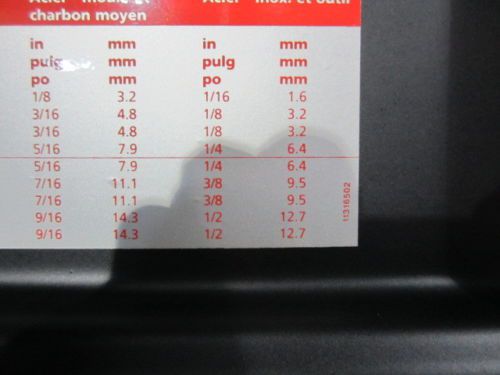 charbon moyen
in mm in mm
pulg mm pulg mm
po mm po mm
1/8 3.2 1/16 1.6
3/16 4.8 1/8 3.2
3/16 4.8 1/8 3.2
5/16 7.9 1/4 6.4
5/16 7.9 1/4 6.4
7/16 11.1 3/8 9.5
7/16 11.1 3/8 9.5
9/16 14.3 1/2 12.7
9/16 14.3 1/2 12.7
11316502